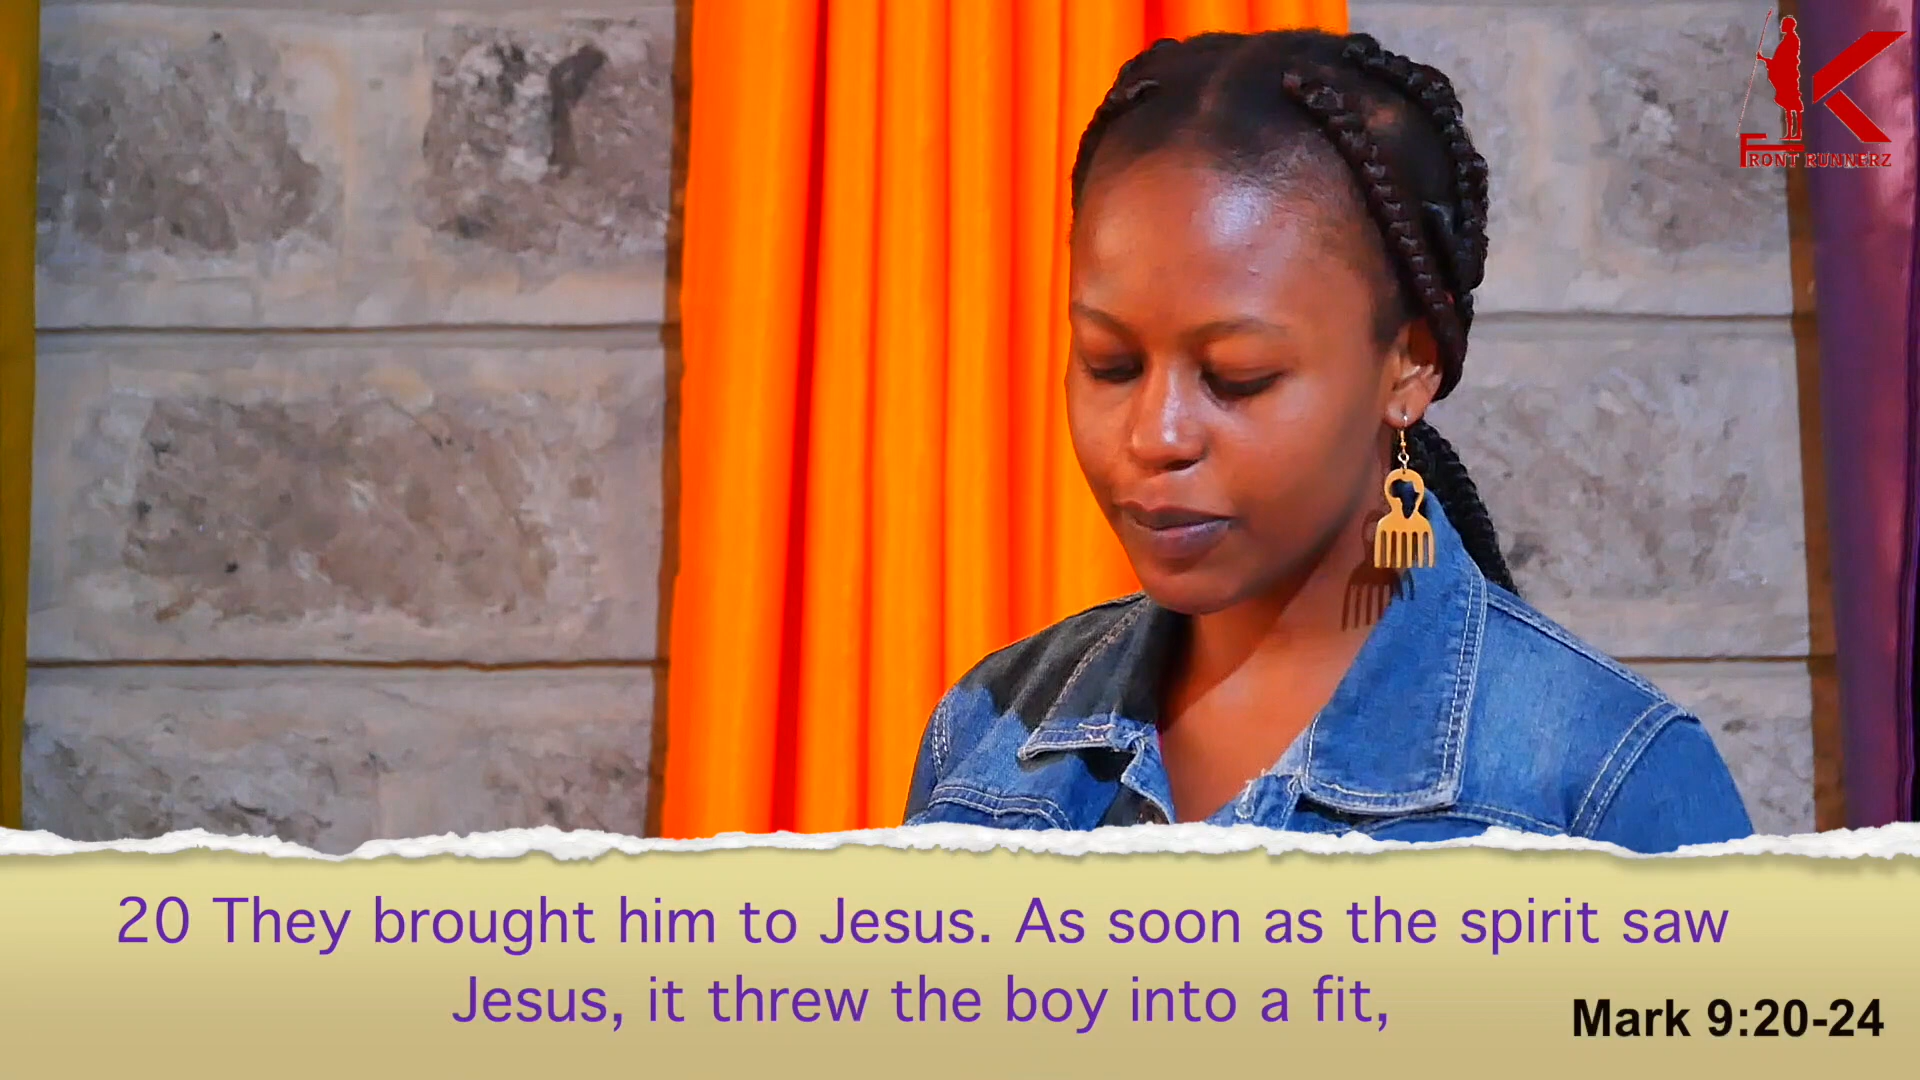 K
FRONT RUNNERZ
20 They brought him to Jesus. As soon as the spirit saw
Jesus, it threw the boy into a fit,
Mark 9:20-24